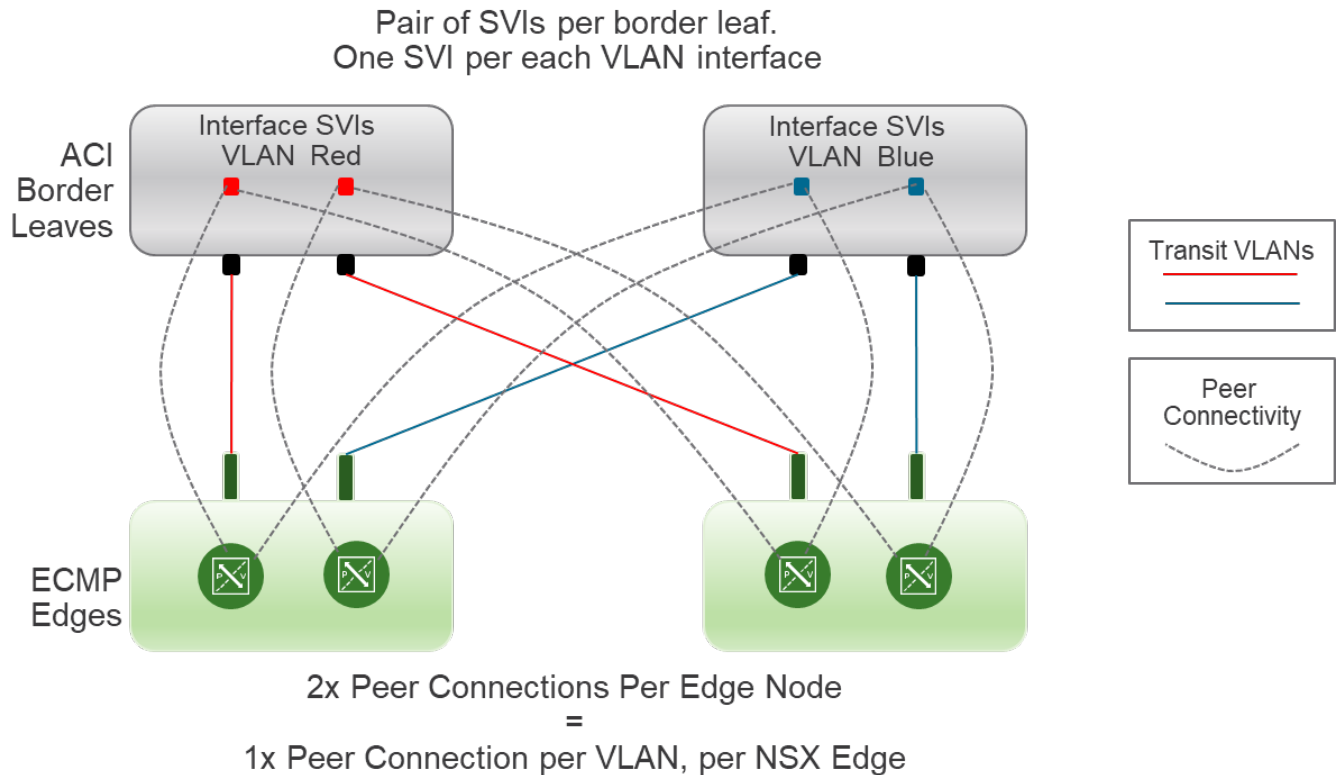 Pair of SVIs per border leaf.
One SVI per each VLAN interface
ACI
Border
Leaves
Interface SVIs
VLAN Red
Interface SVIs
VLAN Blue
Transit VLANs
Peer
Connectivity
ECMP
Edges
P V
P V
P V
P V
2x Peer Connections Per Edge Node
=
1x Peer Connection per VLAN, per NSX Edge